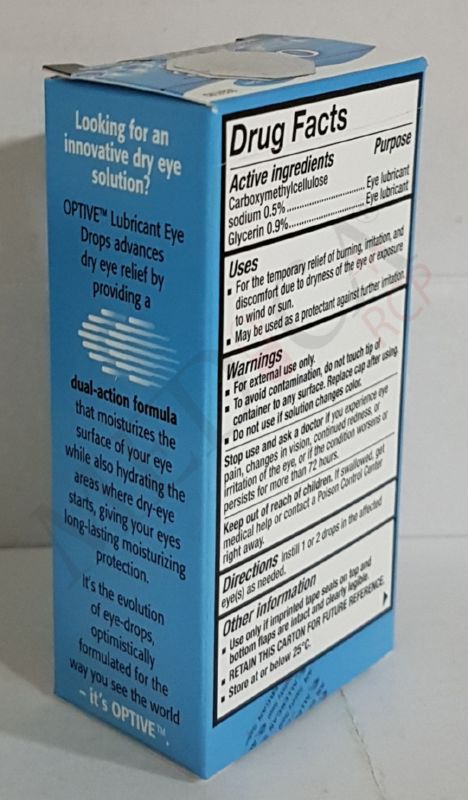 Looking for an
innovative dry eye
solution?
OPTIVE™ Lubricant Eye
Drops advances
dry eye relief by
providing a
dual-action formula
that moisturizes the
surface of your eye
while also hydrating the
areas where dry-eye
starts, giving your eyes
long-lasting moisturizing
protection.
It's the evolution
of eye-drops,
optimistically
formulated for the
way you see the world
– it's OPTIVE™.
Drug Facts
Active ingredients Purpose
Carboxymethylcellulose
sodium 0.5%.................... Eye lubricant
Glycerin 0.9%.................... Eye lubricant
Uses
▪ For the temporary relief of burning, irritation, and
discomfort due to dryness of the eye or exposure
to wind or sun.
▪ May be used as a protectant against further irritation.
Warnings
▪ For external use only.
▪ To avoid contamination, do not touch tip of
container to any surface. Replace cap after using.
▪ Do not use if solution changes color.
Stop use and ask a doctor if you experience eye
pain, changes in vision, continued redness, or
irritation of the eye, or if the condition worsens or
persists for more than 72 hours.
Keep out of reach of children. If swallowed, get
medical help or contact a Poison Control Center
right away.
Directions Instill 1 or 2 drops in the affected
eye(s) as needed.
Other information
▪ Use only if imprinted tape seals on top and
bottom flaps are intact and clearly legible.
▪ RETAIN THIS CARTON FOR FUTURE REFERENCE.
▪ Store at or below 25°C.
RCP